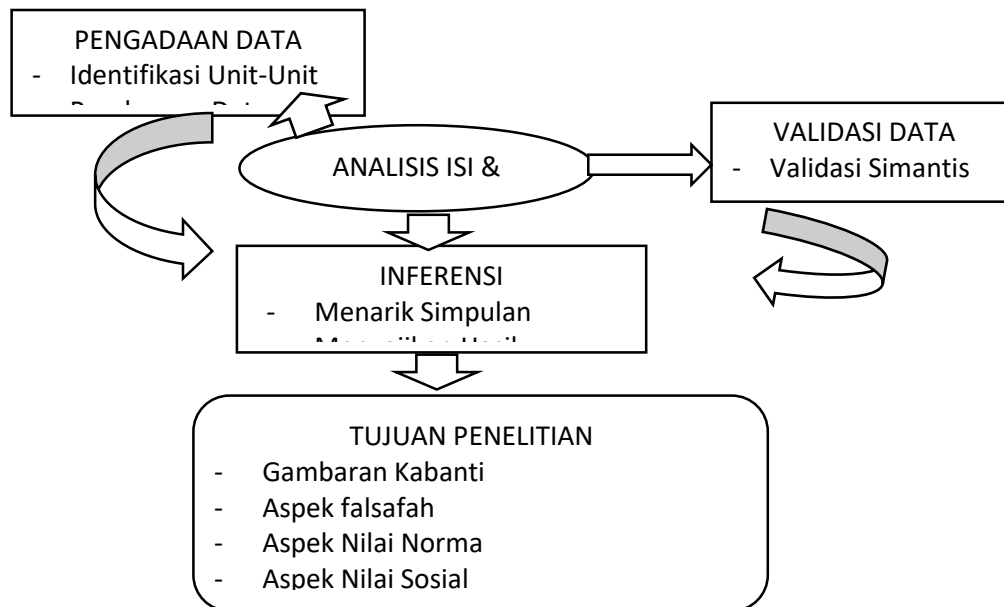 PENGADAAN DATA
- Identifikasi Unit-Unit
ANALISIS ISI &
VALIDASI DATA
- Validasi Simantis
INFERENSI
- Menarik Simpulan
TUJUAN PENELITIAN
- Gambaran Kabanti
- Aspek falsafah
- Aspek Nilai Norma
- Aspek Nilai Sosial